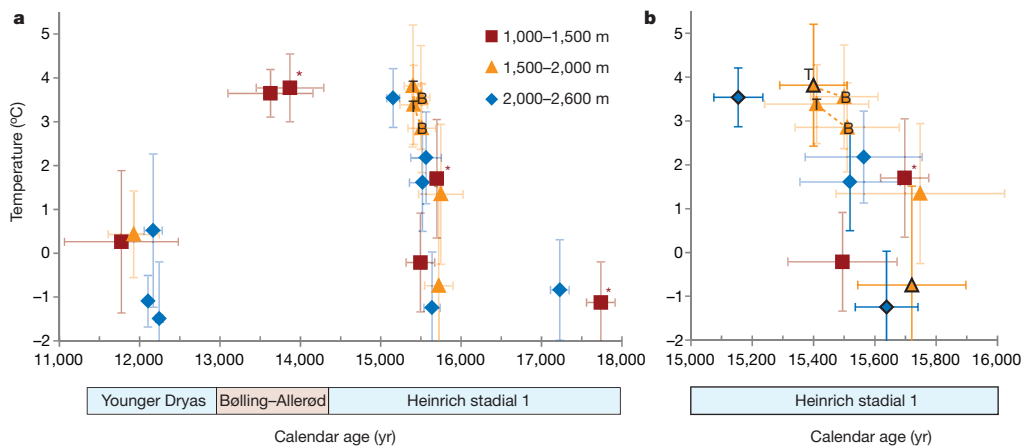 a
b
Temperature (ºC)
5
4
3
2
1
0
−1
−2
1,000–1,500 m
1,500–2,000 m
2,000–2,600 m
*
T
B
T
B
*
*
11,000 12,000 13,000 14,000 15,000 16,000 17,000 18,000
Younger Dryas Bølling–Allerød Heinrich stadial 1
Calendar age (yr)
5
4
3
2
1
0
−1
−2
T
B
T
B
*
15,000 15,200 15,400 15,600 15,800 16,000
Heinrich stadial 1
Calendar age (yr)